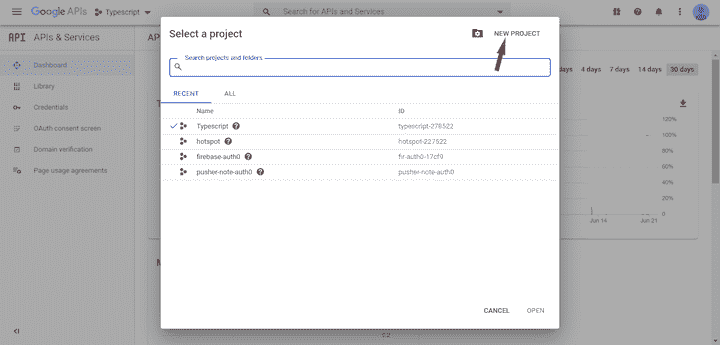 Google APIs Typescript Search for APIs and Services
API APIs & Services
Select a project NEW PROJECT
Search projects and folders
Dashboard
Library
Credentials
OAuth consent screen
Domain verification
Page usage agreements
RECENT ALL
Name ID
Typescript typescript-278522
hotspot hotspot-227522
firebase-auth0 fir-auth0-17cf9
pusher-note-auth0 pusher-note-auth0
days 4 days 7 days 14 days 30 days
120%
100%
80%
60%
40%
20%
0
Jun 14 Jun 21
CANCEL OPEN